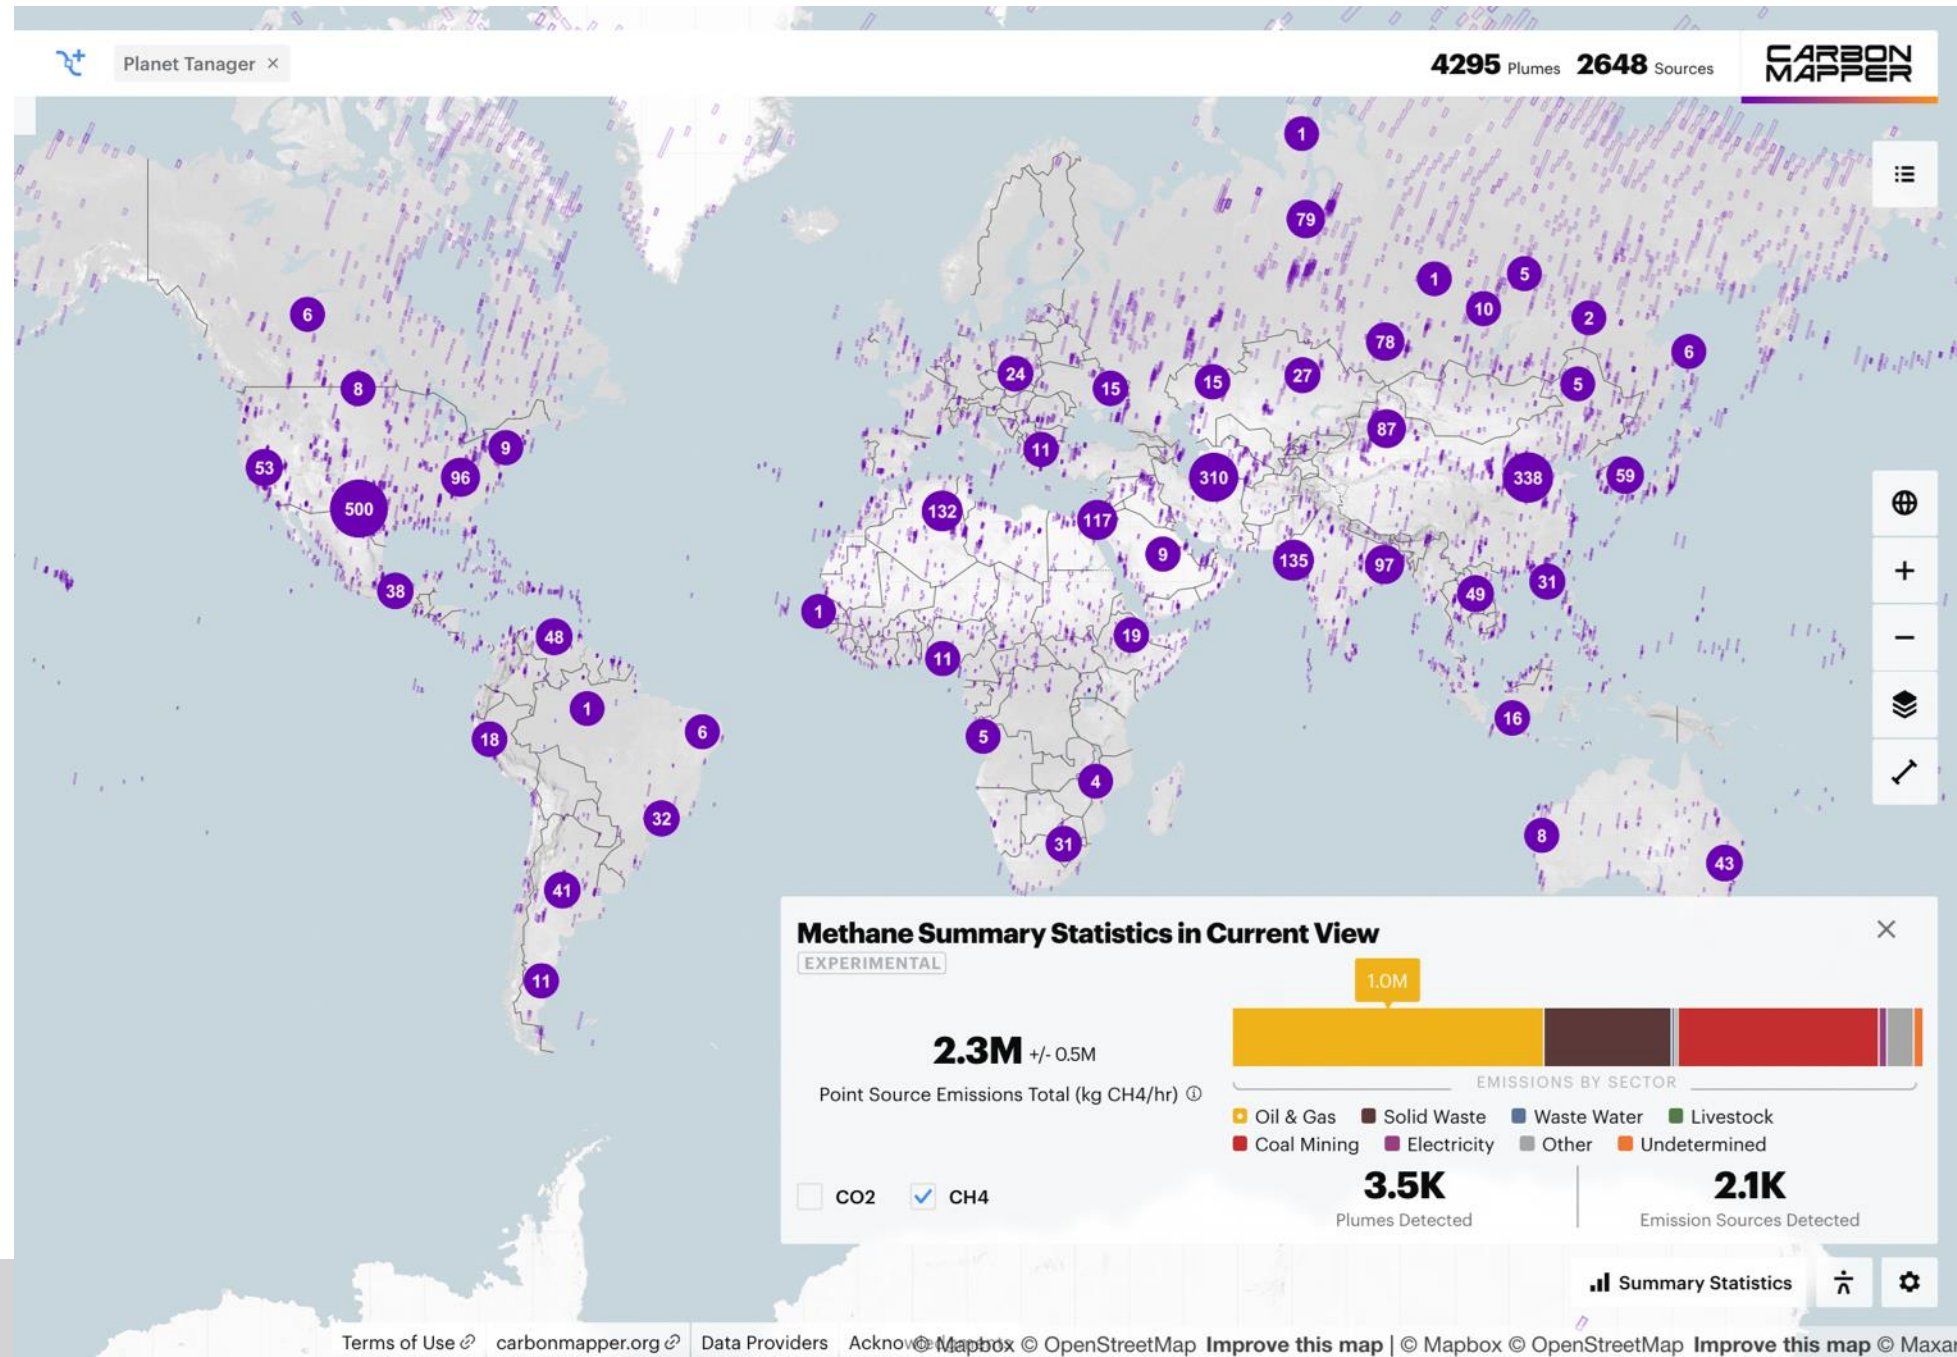 Planet Tanager ×
4295 Plumes 2648 Sources
CARBON
MAPPER
1
79
1
5
10
2
6
78
6
24
15
15
27
5
8
87
9
11
53
96
310
338
59
500
132
117
9
135
97
31
38
49
1
48
19
11
1
16
18
6
5
4
32
8
31
43
41
11
Methane Summary Statistics in Current View
EXPERIMENTAL
1.0M
2.3M +/- 0.5M
Point Source Emissions Total (kg CH4/hr)
EMISSIONS BY SECTOR
Oil & Gas Solid Waste Waste Water Livestock
Coal Mining Electricity Other Undetermined
CO2 CH4
3.5K 2.1K
Plumes Detected Emission Sources Detected
Summary Statistics
Terms of Use carbonmapper.org Data Providers © Mapbox © OpenStreetMap Improve this map | © Mapbox © OpenStreetMap Improve this map © Maxar